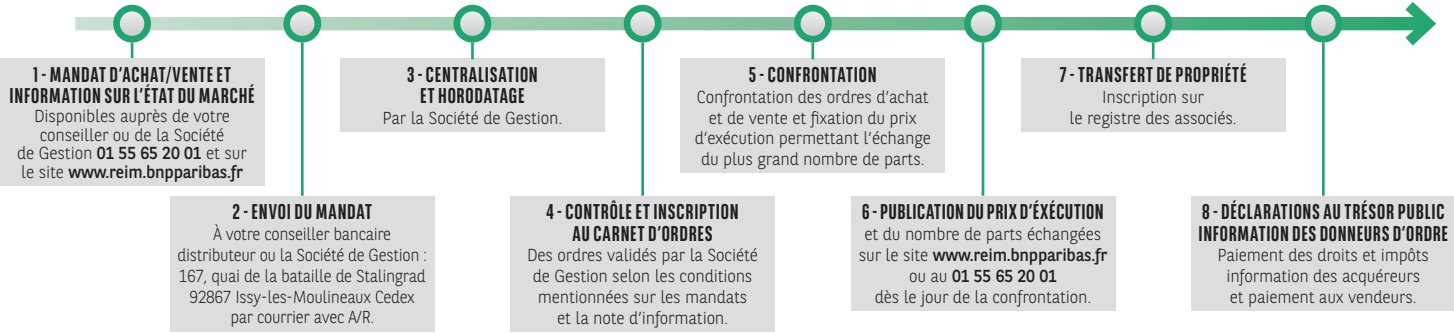 1 - MANDAT D'ACHAT/VENTE ET
INFORMATION SUR L'ÉTAT DU MARCHÉ
Disponibles auprès de votre
conseiller ou de la Société
de Gestion 01 55 65 20 01 et sur
le site www.reim.bnpparibas.fr
2 - ENVOI DU MANDAT
À votre conseiller bancaire
distributeur ou la Société de Gestion :
167, quai de la bataille de Stalingrad
92867 Issy-les-Moulineaux Cedex
par courrier avec A/R.
3 - CENTRALISATION
ET HORODATAGE
Par la Société de Gestion.
4 - CONTRÔLE ET INSCRIPTION
AU CARNET D'ORDRES
Des ordres validés par la Société
de Gestion selon les conditions
mentionnées sur les mandats
et la note d'information.
5 - CONFRONTATION
Confrontation des ordres d'achat
et de vente et fixation du prix
d'exécution permettant l'échange
du plus grand nombre de parts.
6 - PUBLICATION DU PRIX D'ÉXÉCUTION
et du nombre de parts échangées
sur le site www.reim.bnpparibas.fr
ou au 01 55 65 20 01
dès le jour de la confrontation.
7 - TRANSFERT DE PROPRIÉTÉ
Inscription sur
le registre des associés.
8 - DÉCLARATIONS AU TRÉSOR PUBLIC
INFORMATION DES DONNEURS D'ORDRE
Paiement des droits et impôts
information des acquéreurs
et paiement aux vendeurs.